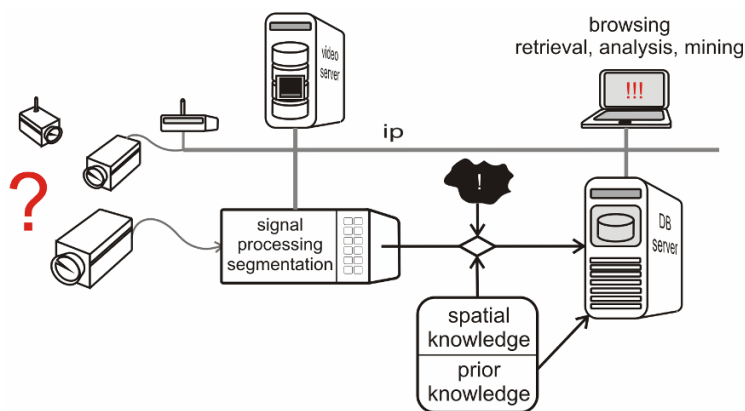 browsing
retrieval, analysis, mining
video
server
!!!
ip
?
!
signal
processing
segmentation
DB
server
spatial
knowledge
prior
knowledge